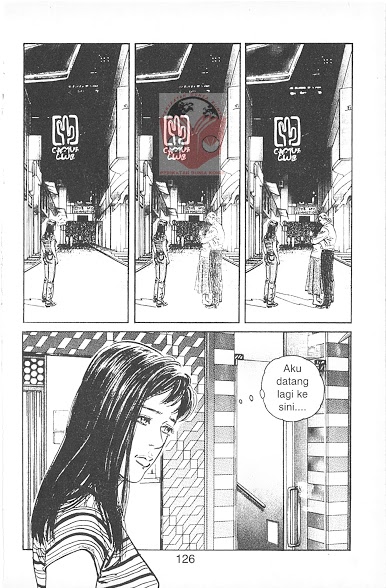 CACTUS
CLUB
CACTUS
CLUB
CACTUS
CLUB
Aku
datang
lagi ke
sini....
126